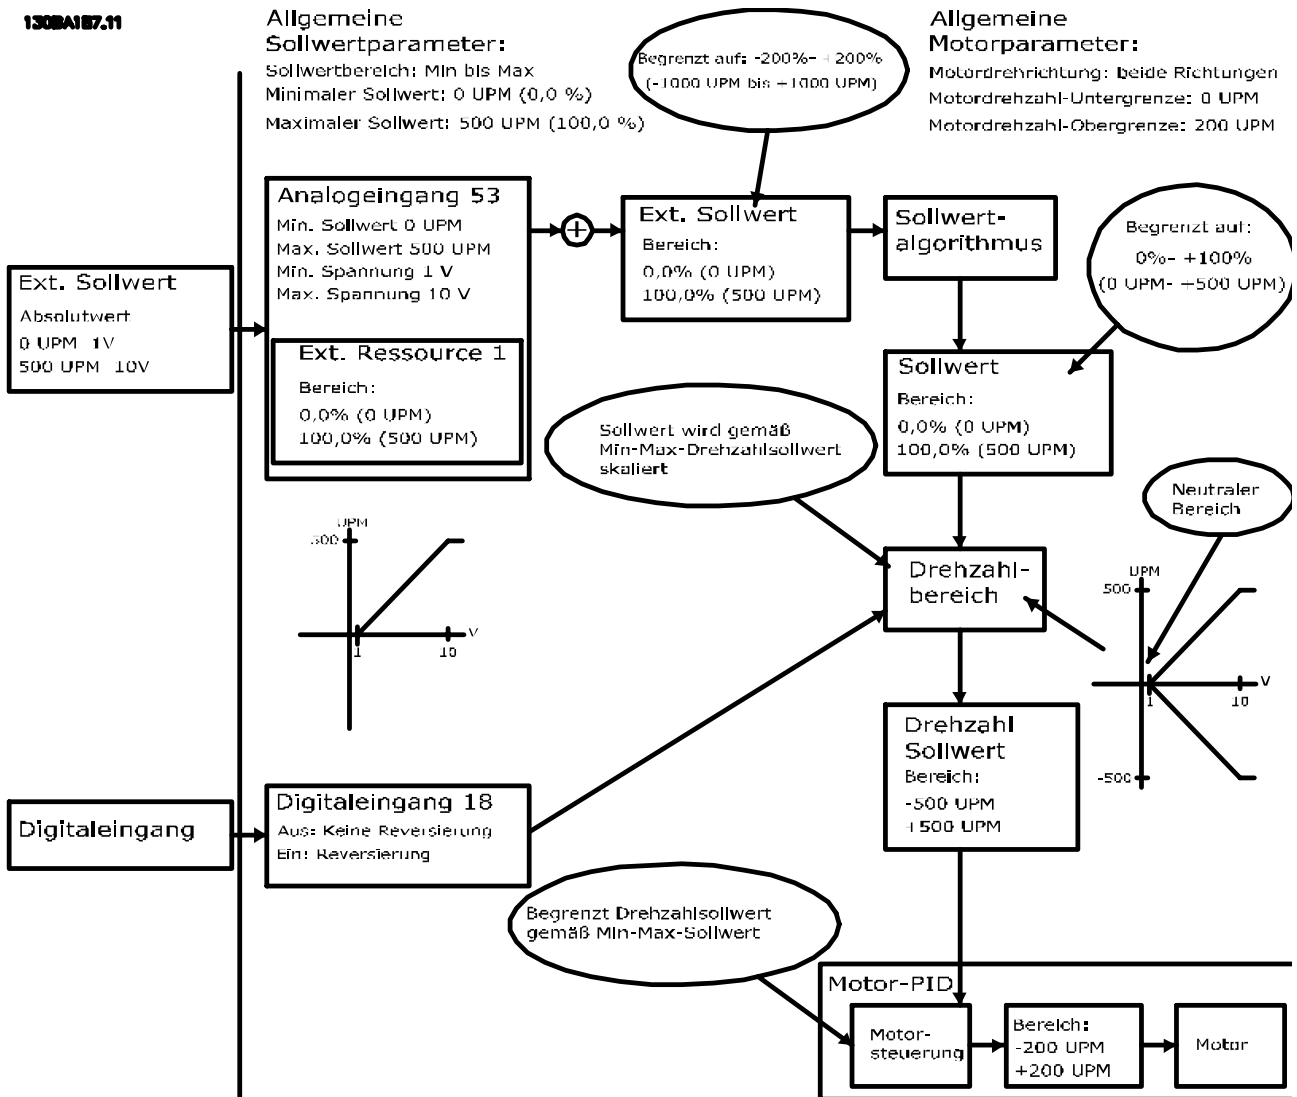 130BA187.11
Allgemeine
Sollwertparameter:
Sollwertbereich: Min bis Max
Minimaler Sollwert: 0 UPM (0,0 %)
Maximaler Sollwert: 500 UPM (100,0 %)
Begrenzt auf: -200%- +200%
(-1000 UPM bis +1000 UPM)
Allgemeine
Motorparameter:
Motordrehrichtung: beide Richtungen
Motordrehzahl-Untergrenze: 0 UPM
Motordrehzahl-Obergrenze: 200 UPM
Ext. Sollwert
Absolutwert
0 UPM 1V
500 UPM 10V
Analogeingang 53
Min. Sollwert 0 UPM
Max. Sollwert 500 UPM
Min. Spannung 1 V
Max. Spannung 10 V
Ext. Ressource 1
Bereich:
0,0% (0 UPM)
100,0% (500 UPM)
+
Ext. Sollwert
Bereich:
0,0% (0 UPM)
100,0% (500 UPM)
Sollwert-
algorithmus
Begrenzt auf:
0%- +100%
(0 UPM- +500 UPM)
Sollwert
Bereich:
0,0% (0 UPM)
100,0% (500 UPM)
Sollwert wird gemäß
Min-Max-Drehzahlsollwert
skaliert
Neutraler
Bereich
UPM
500
V
1
10
Drehzahl-
bereich
UPM
500
V
1
10
-500
Drehzahl
Sollwert
Bereich:
-500 UPM
+500 UPM
Digitaleingang
Digitaleingang 18
Aus: Keine Reversierung
Ein: Reversierung
Begrenzt Drehzahlsollwert
gemäß Min-Max-Sollwert
Motor-PID
Motor-
steuerung
Bereich:
-200 UPM
+200 UPM
Motor